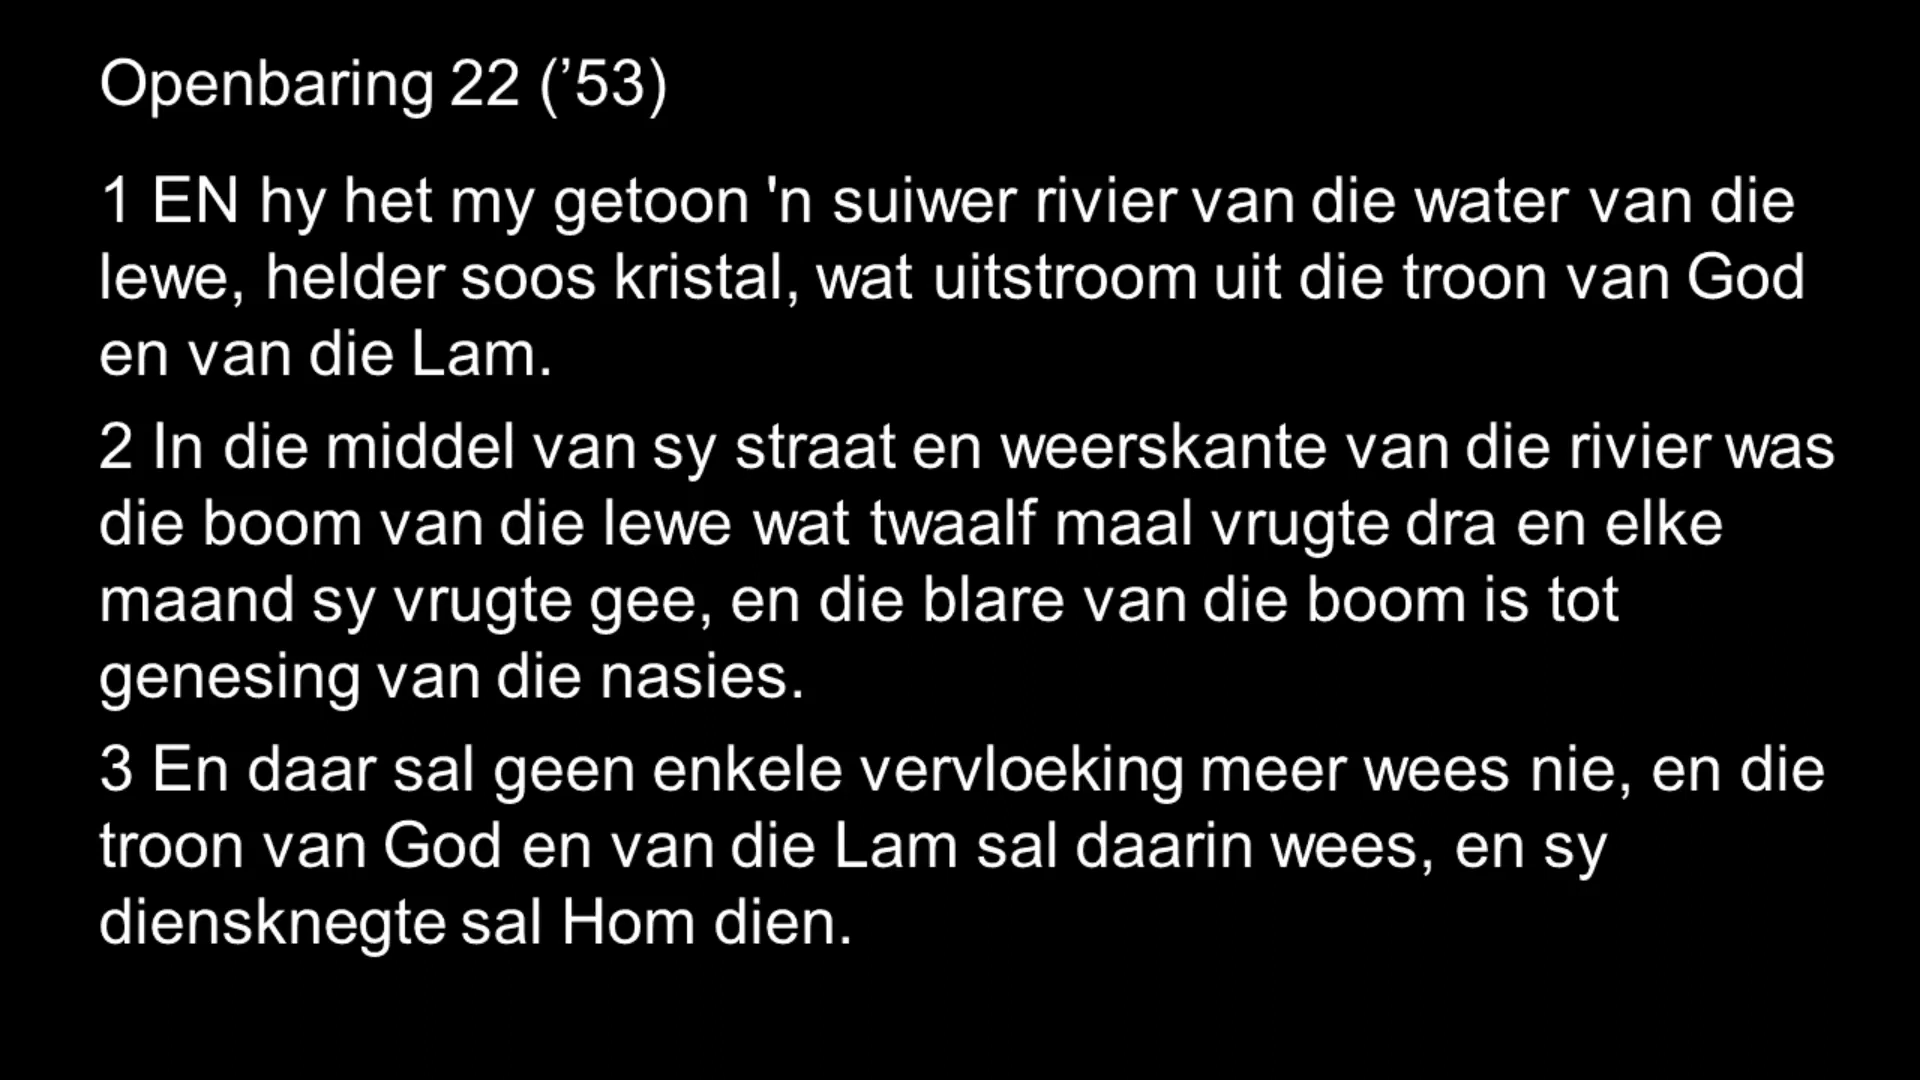 Openbaring 22 (’53)
1 EN hy het my getoon 'n suiwer rivier van die water van die
lewe, helder soos kristal, wat uitstroom uit die troon van God
en van die Lam.
2 In die middel van sy straat en weerskante van die rivier was
die boom van die lewe wat twaalf maal vrugte dra en elke
maand sy vrugte gee, en die blare van die boom is tot
genesing van die nasies.
3 En daar sal geen enkele vervloeking meer wees nie, en die
troon van God en van die Lam sal daarin wees, en sy
diensknegte sal Hom dien.